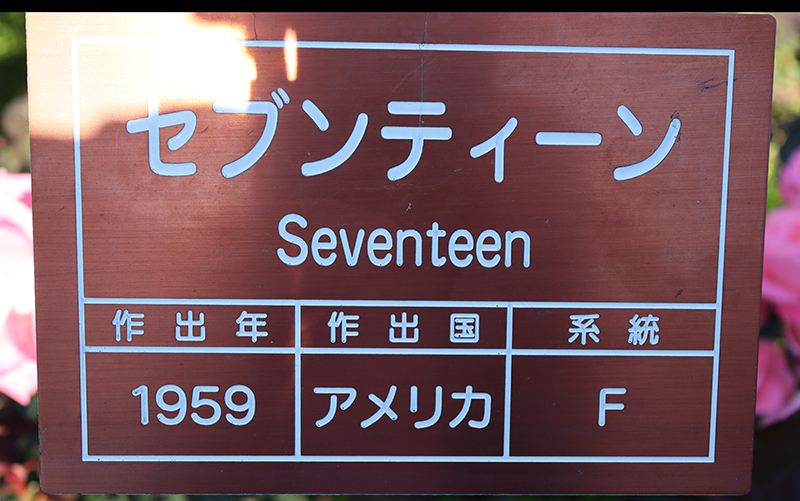 セブンティーン
Seventeen
作出年 作出国 系統
1959 アメリカ F